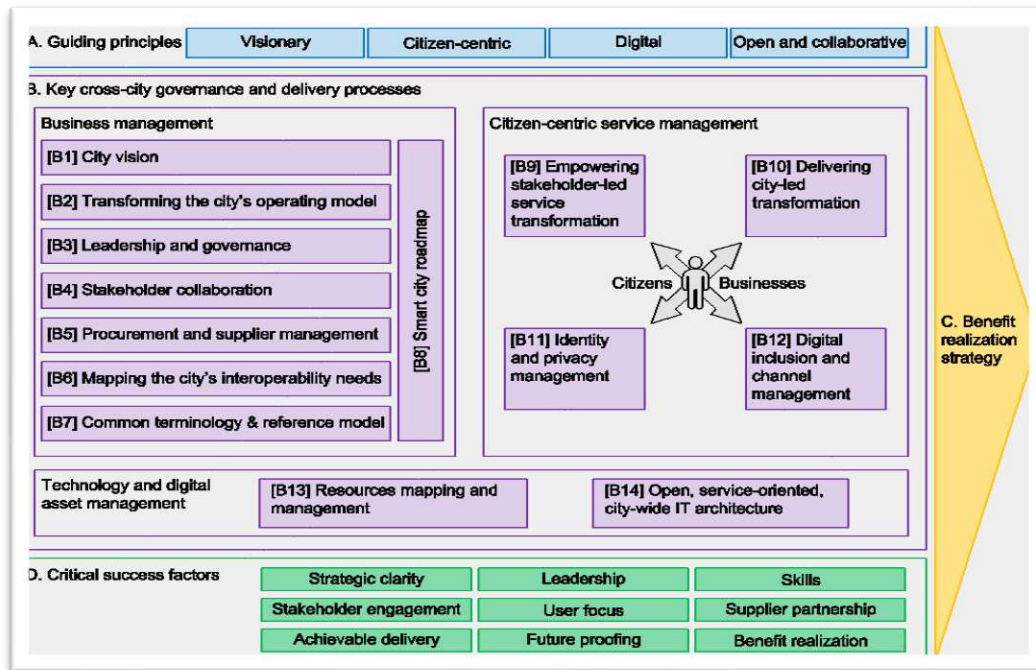 A. Guiding principles
Visionary
Citizen-centric
Digital
Open and collaborative
B. Key cross-city governance and delivery processes
Business management
[B1] City vision
[B2] Transforming the city's operating model
[B3] Leadership and governance
[B4] Stakeholder collaboration
[B5] Procurement and supplier management
[B6] Mapping the city's interoperability needs
[B7] Common terminology & reference model
[B8] Smart city roadmap
Citizen-centric service management
[B9] Empowering
stakeholder-led
service
transformation
[B10] Delivering
city-led
transformation
Citizens
Businesses
[B11] Identity
and privacy
management
[B12] Digital
inclusion and
channel
management
Technology and digital
asset management
[B13] Resources mapping and
management
[B14] Open, service-oriented,
city-wide IT architecture
C. Benefit
realization
strategy
D. Critical success factors
Strategic clarity
Leadership
Skills
Stakeholder engagement
User focus
Supplier partnership
Achievable delivery
Future proofing
Benefit realization